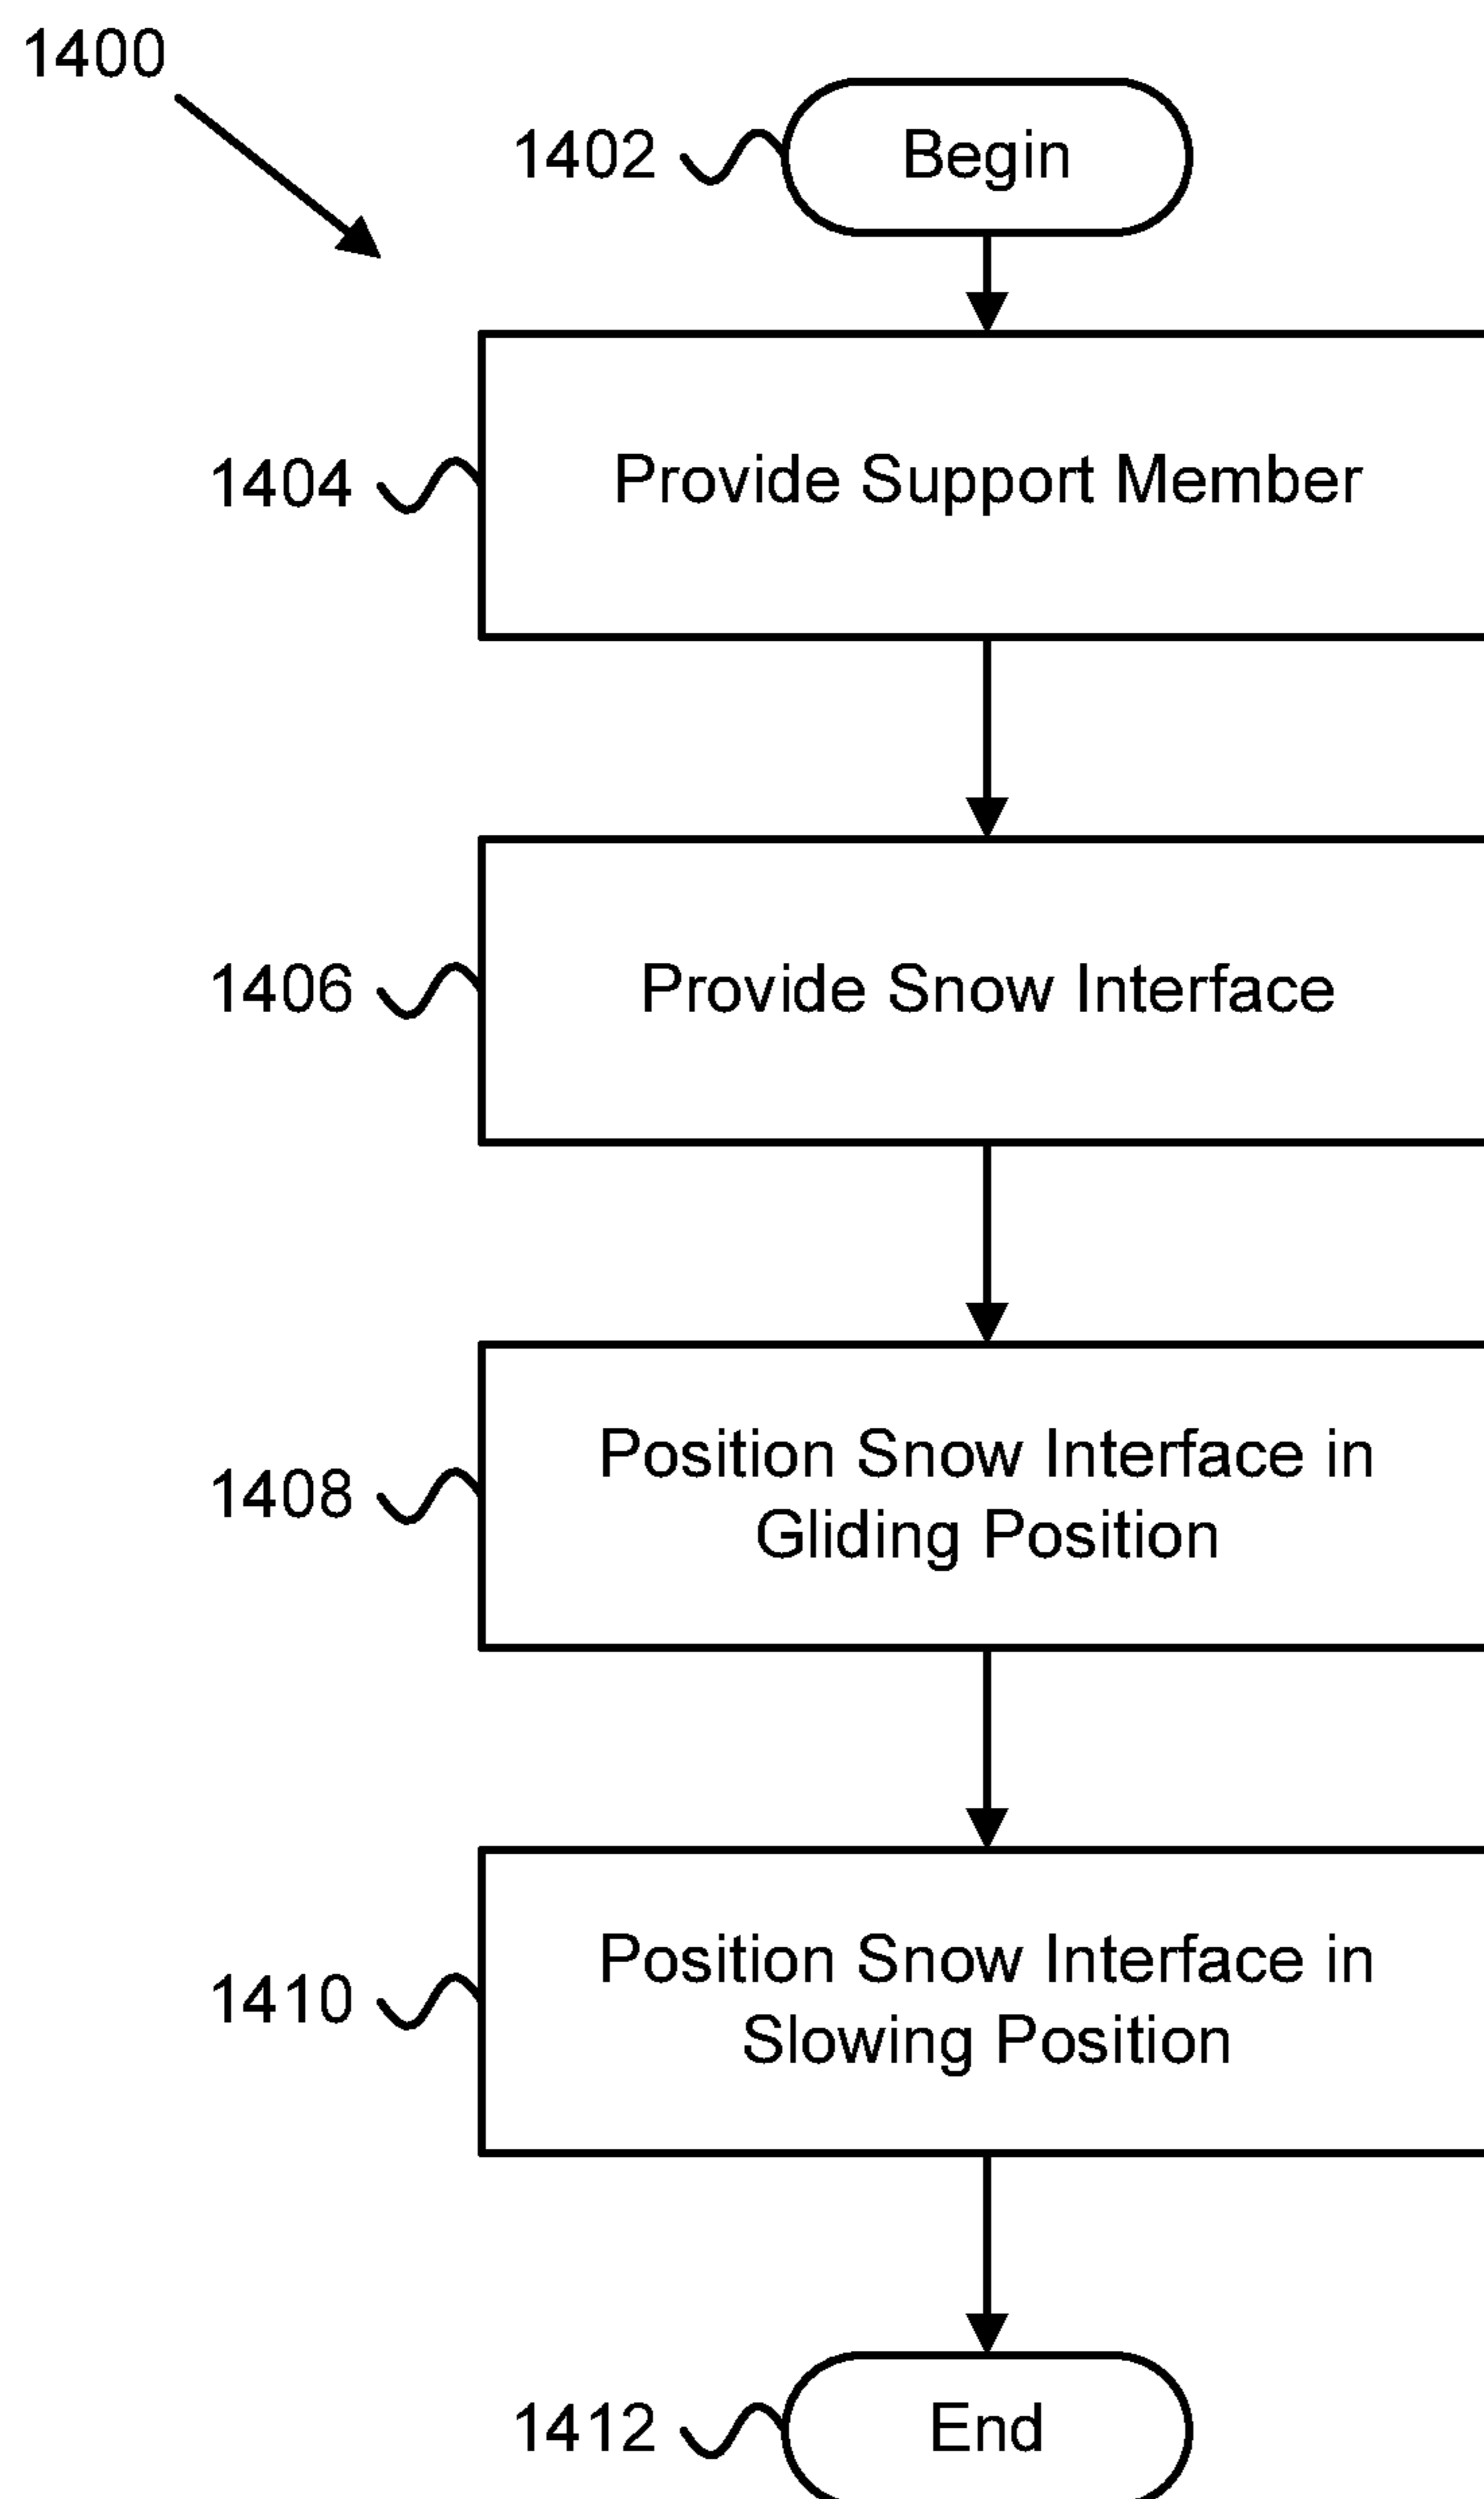 1400
1402
Begin
1404
Provide Support Member
1406
Provide Snow Interface
1408
Position Snow Interface in
Gliding Position
1410
Position Snow Interface in
Slowing Position
1412
End